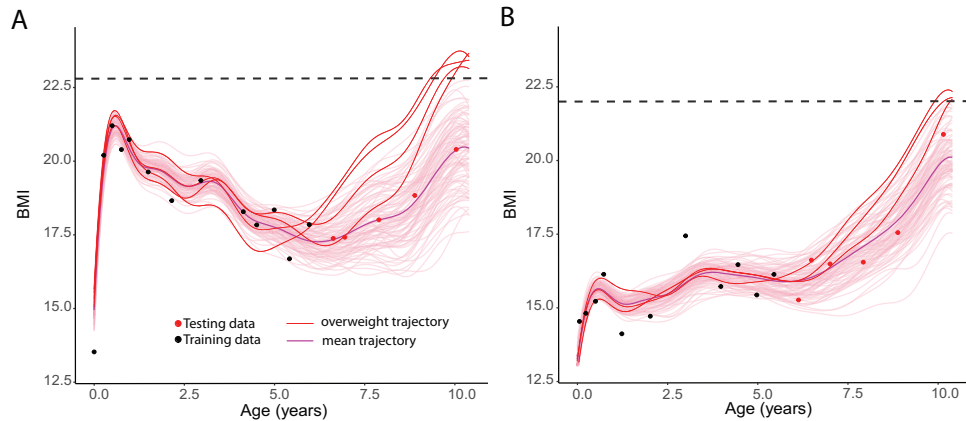 A
B
BMI
22.5
20.0
17.5
15.0
12.5
Testing data
Training data
overweight trajectory
mean trajectory
0.0 2.5 5.0 7.5 10.0
Age (years)
BMI
22.5
20.0
17.5
15.0
12.5
0.0 2.5 5.0 7.5 10.0
Age (years)